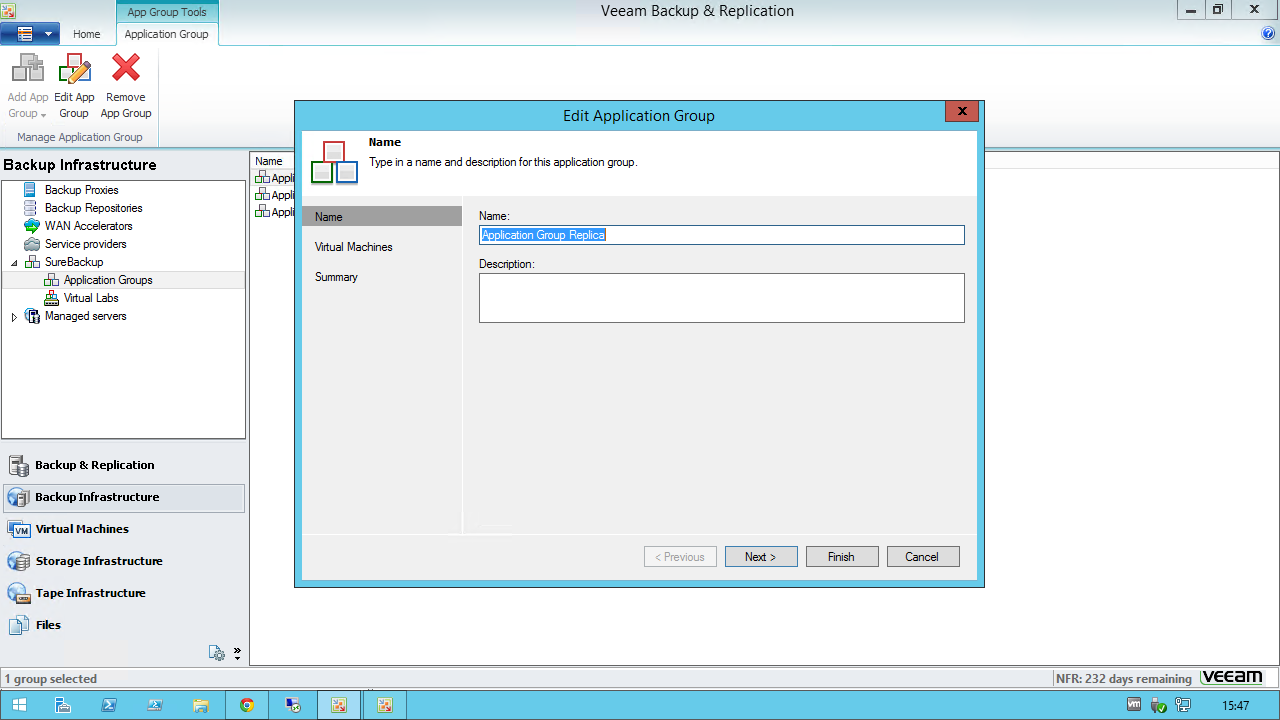 App Group Tools
Veeam Backup & Replication
Home
Application Group
Add App Group
Edit App Group
Remove App Group
Manage Application Group
Backup Infrastructure
Backup Proxies
Backup Repositories
WAN Accelerators
Service providers
SureBackup
Application Groups
Virtual Labs
Managed servers
Backup & Replication
Backup Infrastructure
Virtual Machines
Storage Infrastructure
Tape Infrastructure
Files
Name
Appli
Appli
Appli
Edit Application Group
Name
Type in a name and description for this application group.
Name
Virtual Machines
Summary
Name:
Application Group Replica
Description:
< Previous
Next >
Finish
Cancel
1 group selected
NFR: 232 days remaining
veeam
vm
15:47